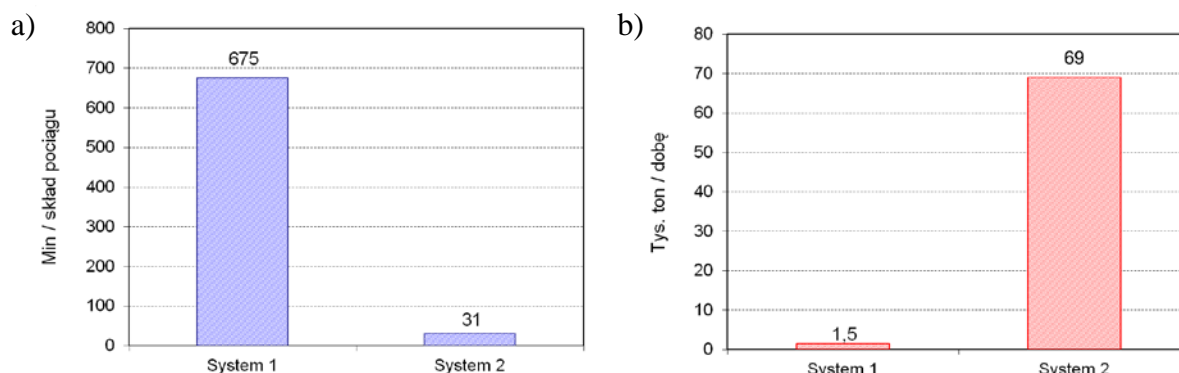 a)
Min / skład pociągu
800
700
600
500
400
300
200
100
0
675
31
System 1
System 2
b)
Tys. ton / dobę
80
70
60
50
40
30
20
10
0
1,5
69
System 1
System 2